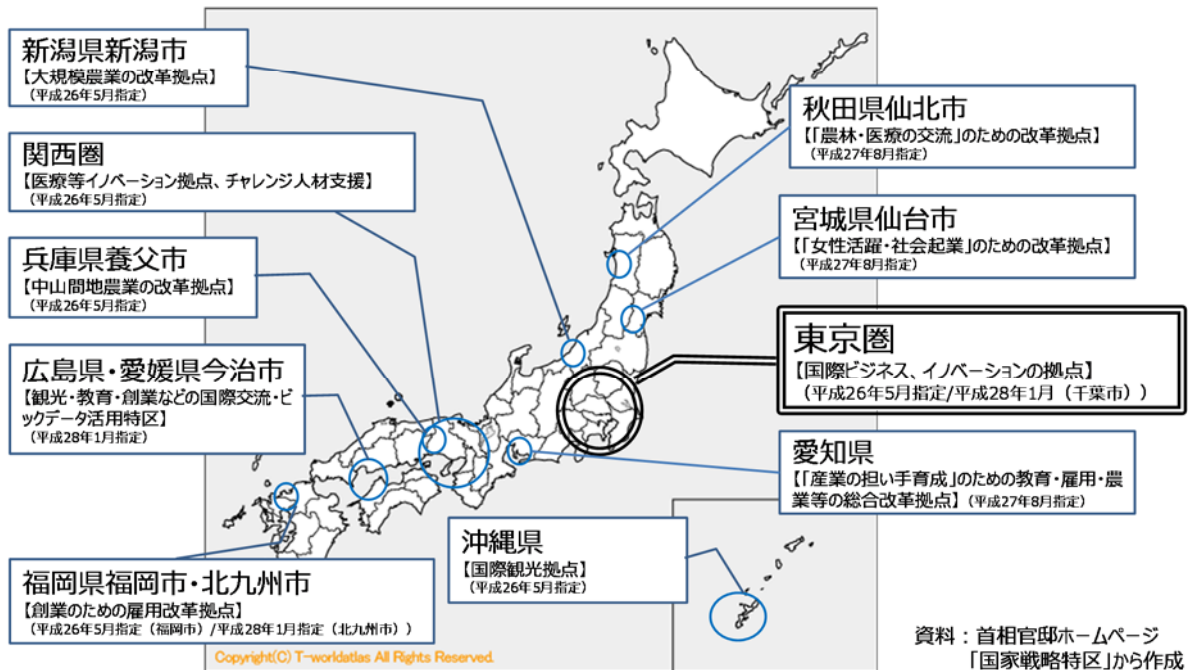 新潟県新潟市
【大規模農業の改革拠点】
（平成26年5月指定）
関西圏
【医療等イノベーション拠点、チャレンジ人材支援】
（平成26年5月指定）
兵庫県養父市
【中山間地農業の改革拠点】
（平成26年5月指定）
広島県・愛媛県今治市
【観光・教育・創業などの国際交流・ビ
ックデータ活用特区】
（平成28年1月指定）
福岡県福岡市・北九州市
【創業のための雇用改革拠点】
（平成26年5月指定（福岡市）/平成28年1月指定（北九州市））
秋田県仙北市
【「農林・医療の交流」のための改革拠点】
（平成27年8月指定）
宮城県仙台市
【「女性活躍・社会起業」のための改革拠点】
（平成27年8月指定）
東京圏
【国際ビジネス、イノベーションの拠点】
（平成26年5月指定/平成28年1月（千葉市））
愛知県
【「産業の担い手育成」のための教育・雇用・農
業等の総合改革拠点】（平成27年8月指定）
沖縄県
【国際観光拠点】
（平成26年5月指定）
Copyright(C) T-worldatlas All Rights Reserved.
資料：首相官邸ホームページ
「国家戦略特区」から作成